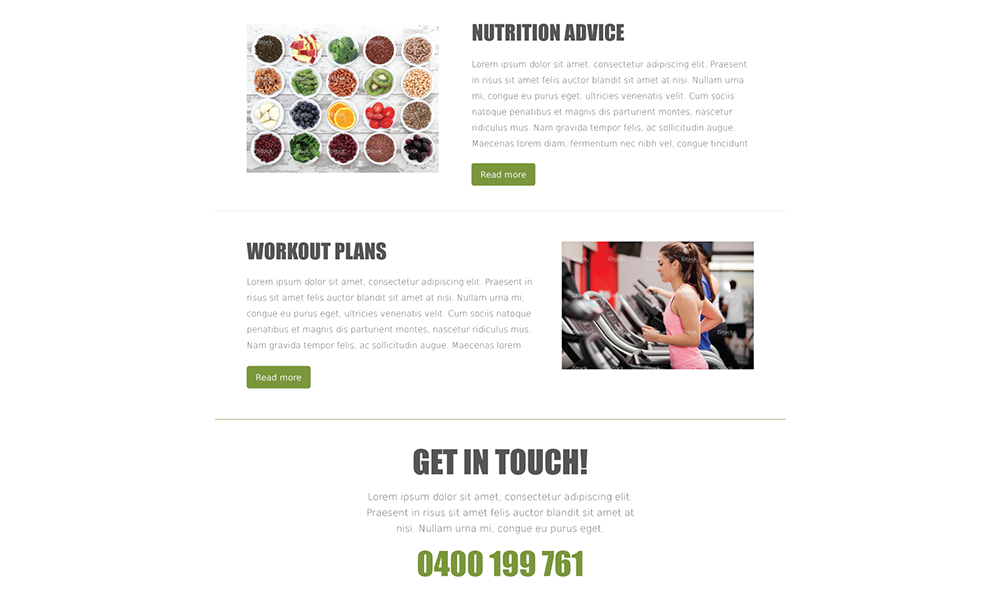 NUTRITION ADVICE
Lorem ipsum dolor sit amet, consectetur adipiscing elit. Praesent
in risus sit amet felis auctor blandit sit amet at nisi. Nullam urna
mi, congue eu purus eget, ultricies venenatis velit. Cum sociis
natoque penatibus et magnis dis parturient montes, nascetur
ridiculus mus. Nam gravida tempor felis, ac sollicitudin augue.
Maecenas lorem diam, fermentum nec nibh vel, congue tincidunt
Read more
WORKOUT PLANS
Lorem ipsum dolor sit amet, consectetur adipiscing elit. Praesent in
risus sit amet felis auctor blandit sit amet at nisi. Nullam urna mi,
congue eu purus eget, ultricies venenatis velit. Cum sociis natoque
penatibus et magnis dis parturient montes, nascetur ridiculus mus.
Nam gravida tempor felis, ac sollicitudin augue. Maecenas lorem
Read more
iStock.
GET IN TOUCH!
Lorem ipsum dolor sit amet, consectetur adipiscing elit.
Praesent in risus sit amet felis auctor blandit sit amet at
nisi. Nullam urna mi, congue eu purus eget.
0400 199 761